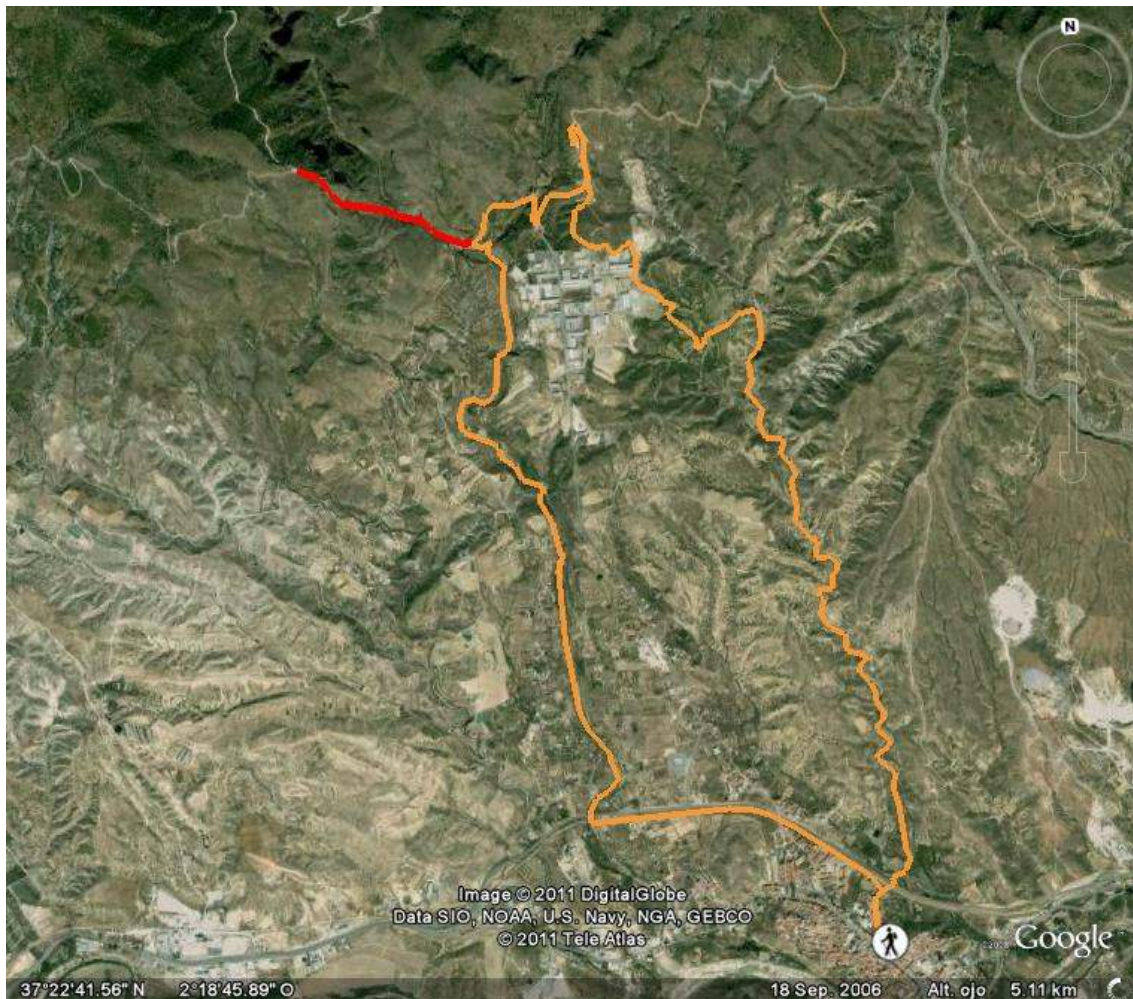 N
Image © 2011 DigitalGlobe
Data SIO, NOAA, U.S. Navy, NGA, GEBCO
© 2011 Tele Atlas
©2009 Google
37°22'41.56" N 2°18'45.89" O 18 Sep. 2006 Alt. ojo 5.11 km